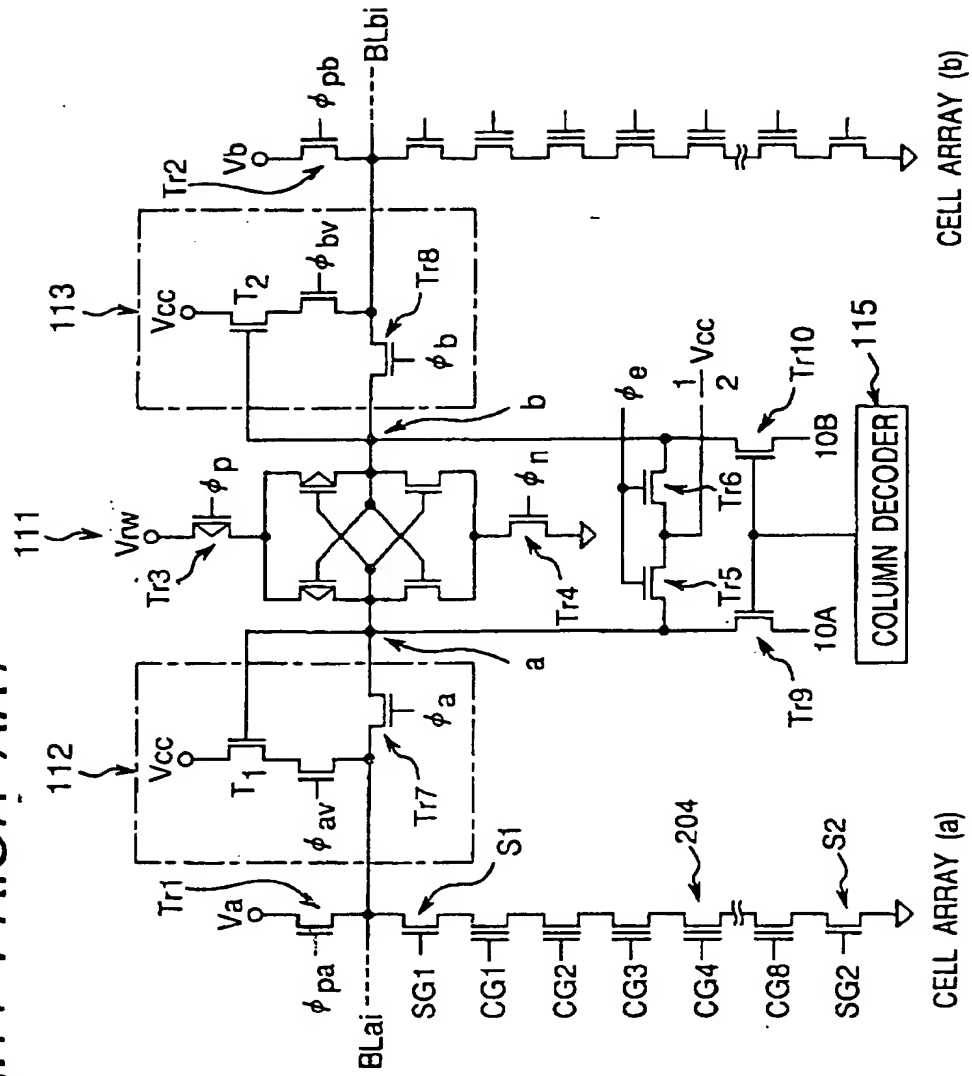 111
112
113
Vrw
φp
Tr3
Vcc
T1
φav
Vcc
T2
φbv
Va
Tr1
φpa
Vb
Tr2
φpb
BLai
BLbi
φa
Tr7
a
φb
Tr8
b
Tr4
φn
SG1
S1
CG1
CG2
CG3
CG4
204
CG8
SG2
S2
φe
1
2
Vcc
Tr5
Tr6
Tr9
10A
Tr10
10B
COLUMN DECODER
115
CELL ARRAY (a)
CELL ARRAY (b)